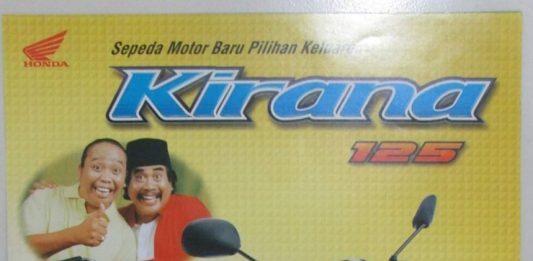 HONDA
Sepeda Motor Baru Pilihan
Kirana
125